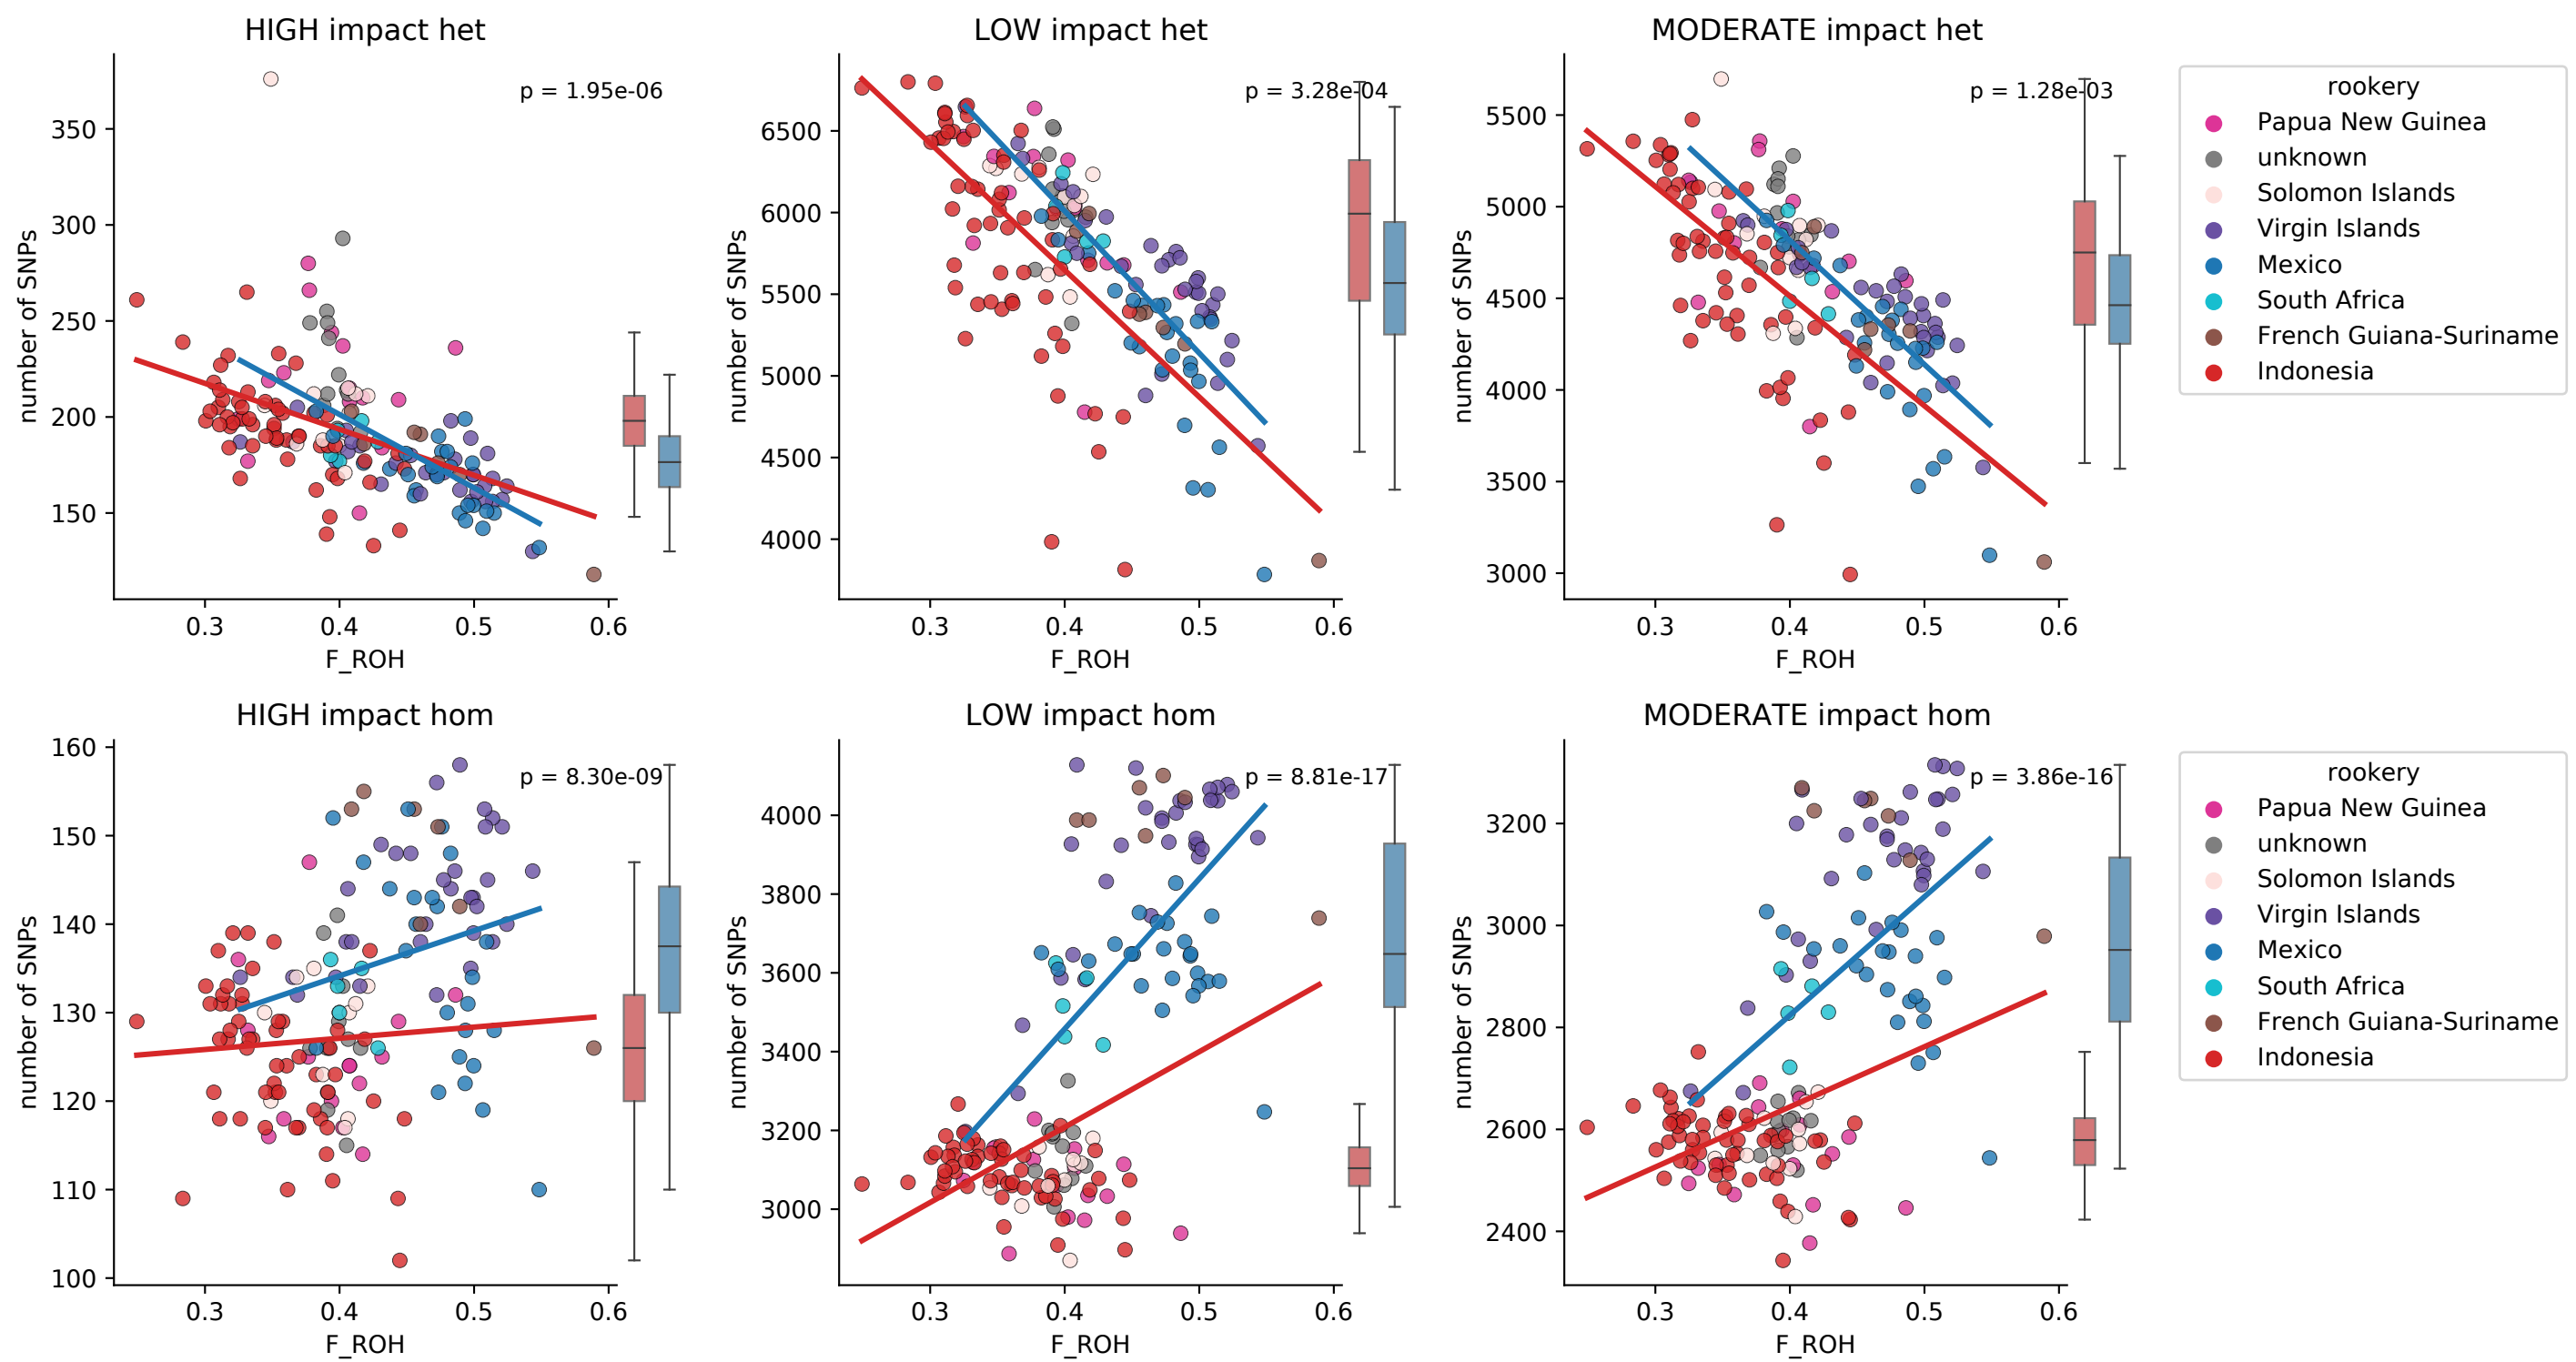 HIGH impact het
p = 1.95e-06
350
300
250
200
150
number of SNPs
0.3 0.4 0.5 0.6
F_ROH
LOW impact het
p = 3.28e-04
6500
6000
5500
5000
4500
4000
number of SNPs
0.3 0.4 0.5 0.6
F_ROH
MODERATE impact het
p = 1.28e-03
5500
5000
4500
4000
3500
3000
number of SNPs
0.3 0.4 0.5 0.6
F_ROH
rookery
Papua New Guinea
unknown
Solomon Islands
Virgin Islands
Mexico
South Africa
French Guiana-Suriname
Indonesia
HIGH impact hom
p = 8.30e-09
160
150
140
130
120
110
100
number of SNPs
0.3 0.4 0.5 0.6
F_ROH
LOW impact hom
p = 8.81e-17
4000
3800
3600
3400
3200
3000
number of SNPs
0.3 0.4 0.5 0.6
F_ROH
MODERATE impact hom
p = 3.86e-16
3200
3000
2800
2600
2400
number of SNPs
0.3 0.4 0.5 0.6
F_ROH
rookery
Papua New Guinea
unknown
Solomon Islands
Virgin Islands
Mexico
South Africa
French Guiana-Suriname
Indonesia